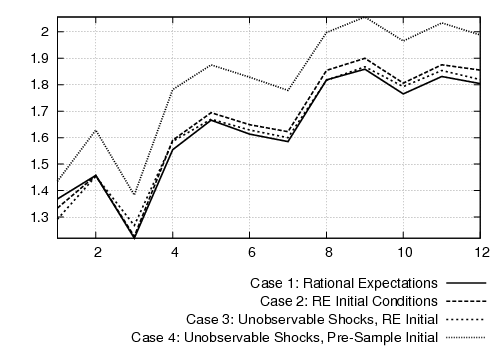 2
1.9
1.8
1.7
1.6
1.5
1.4
1.3
2 4 6 8 10 12
Case 1: Rational Expectations
Case 2: RE Initial Conditions
Case 3: Unobservable Shocks, RE Initial
Case 4: Unobservable Shocks, Pre-Sample Initial